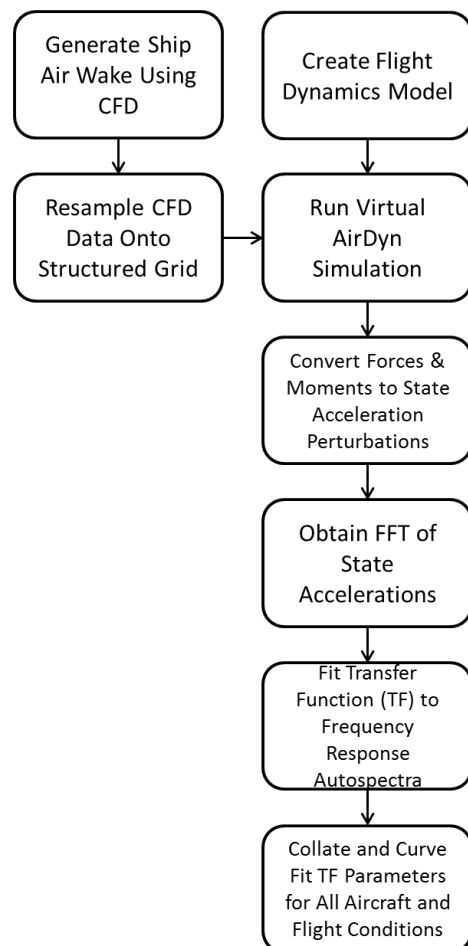 Generate Ship
Air Wake Using
CFD
Create Flight
Dynamics Model
Resample CFD
Data Onto
Structured Grid
Run Virtual
AirDyn
Simulation
Convert Forces &
Moments to State
Acceleration
Perturbations
Obtain FFT of
State
Accelerations
Fit Transfer
Function (TF) to
Frequency
Response
Autospectra
Collate and Curve
Fit TF Parameters
for All Aircraft and
Flight Conditions